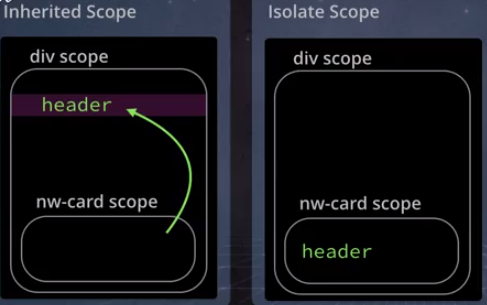 Inherited Scope
div scope
header
nw-card scope
Isolate Scope
div scope
nw-card scope
header